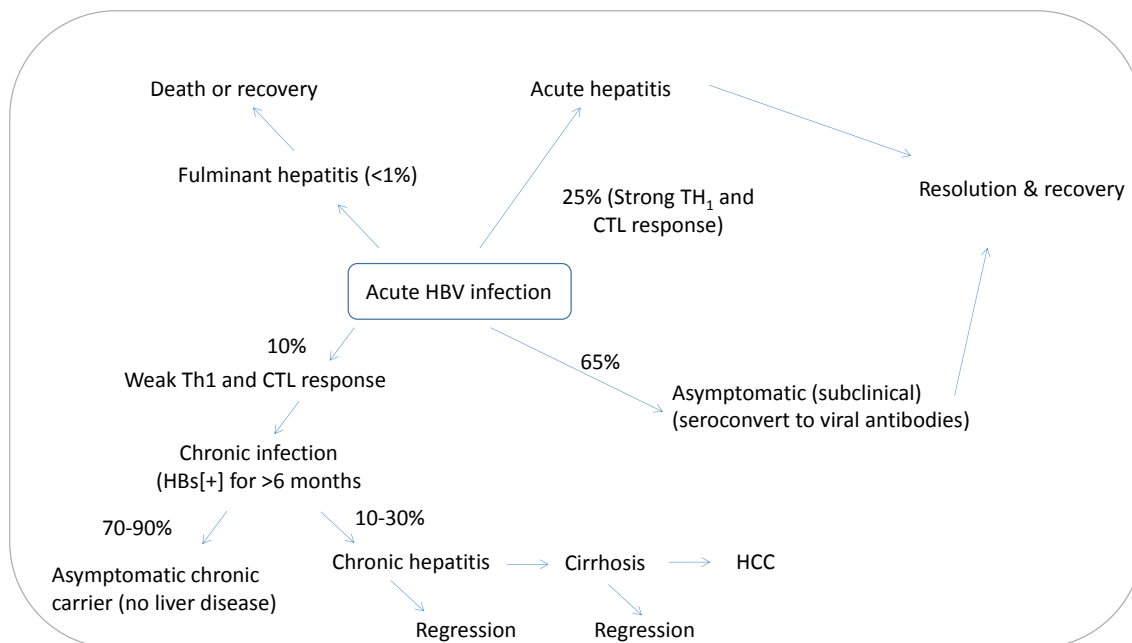 Death or recovery
Acute hepatitis
Fulminant hepatitis (<1%)
Resolution & recovery
25% (Strong TH₁ and
CTL response)
Acute HBV infection
10%
65%
Weak Th1 and CTL response
Asymptomatic (subclinical)
(seroconvert to viral antibodies)
Chronic infection
(HBs[+] for >6 months
70-90%
10-30%
Chronic hepatitis
Cirrhosis
HCC
Asymptomatic chronic
carrier (no liver disease)
Regression
Regression